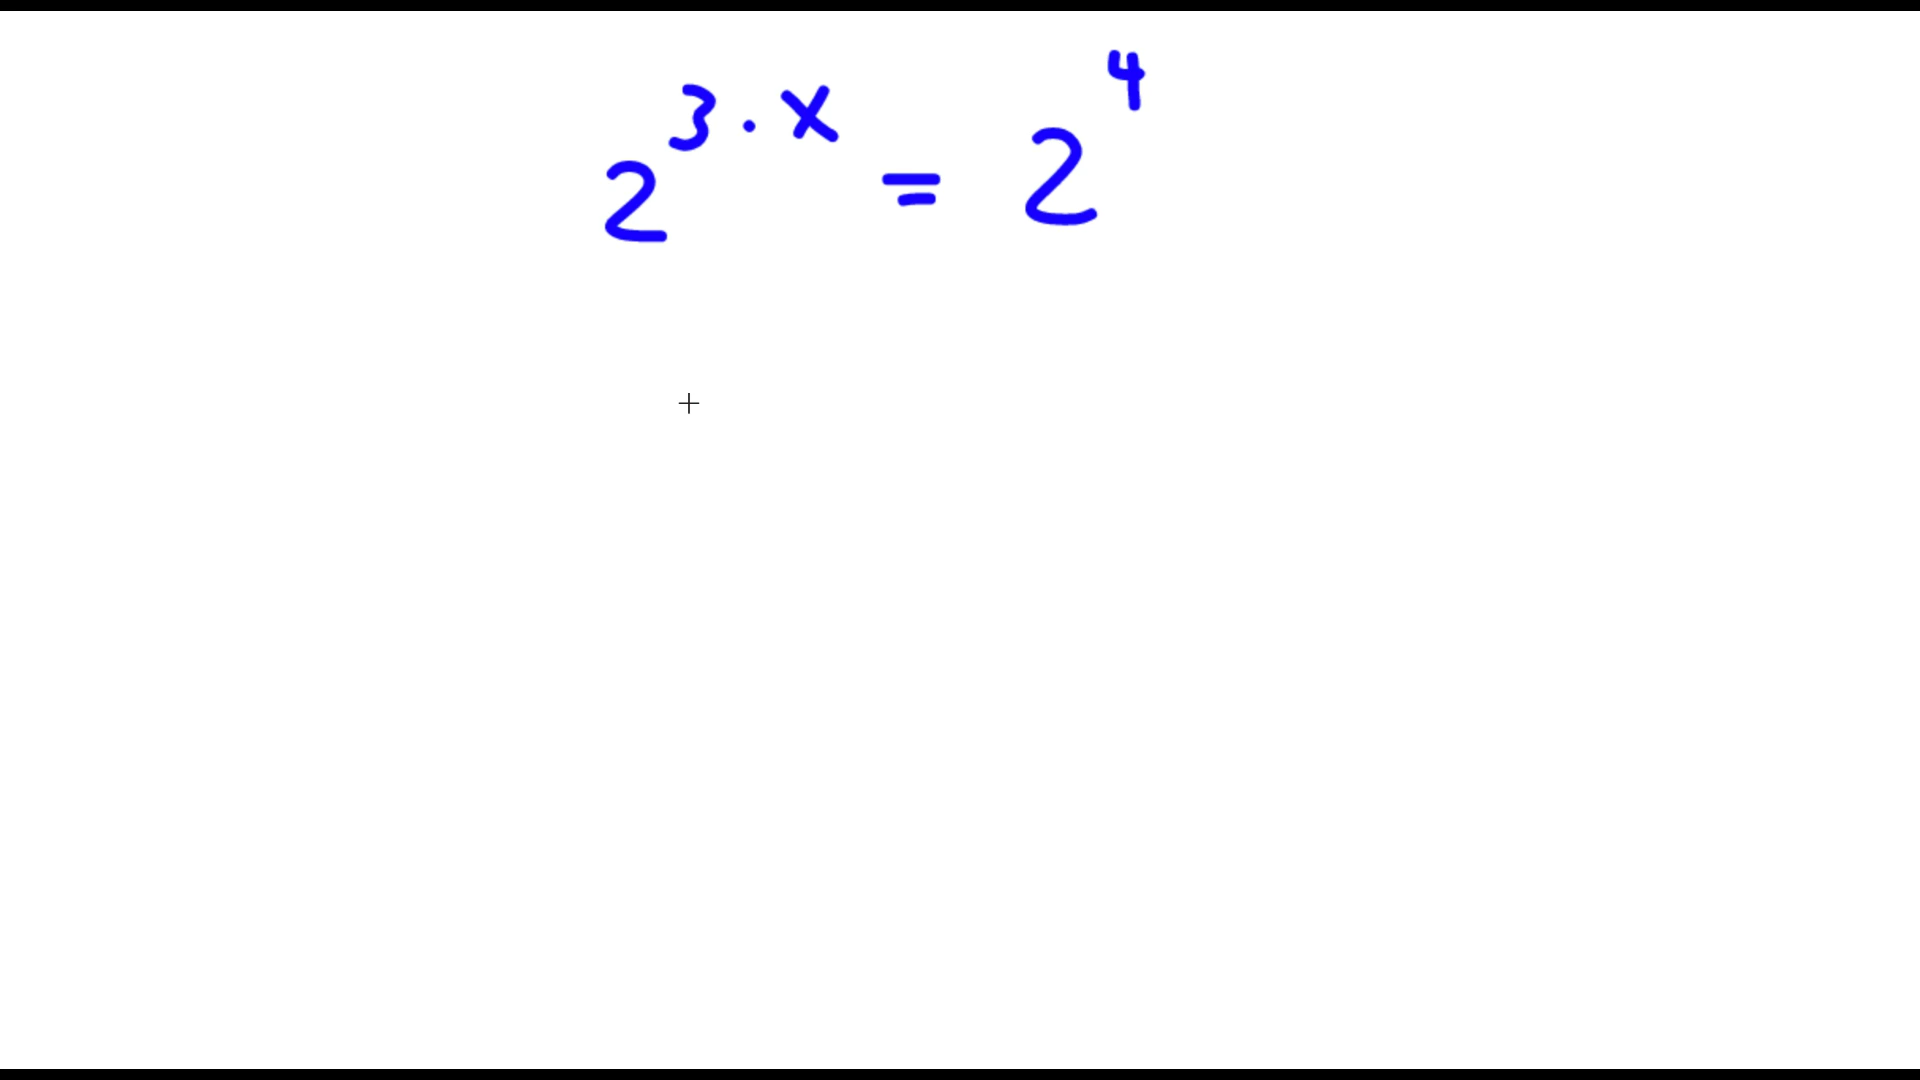 2^{3 · x} = 2^4